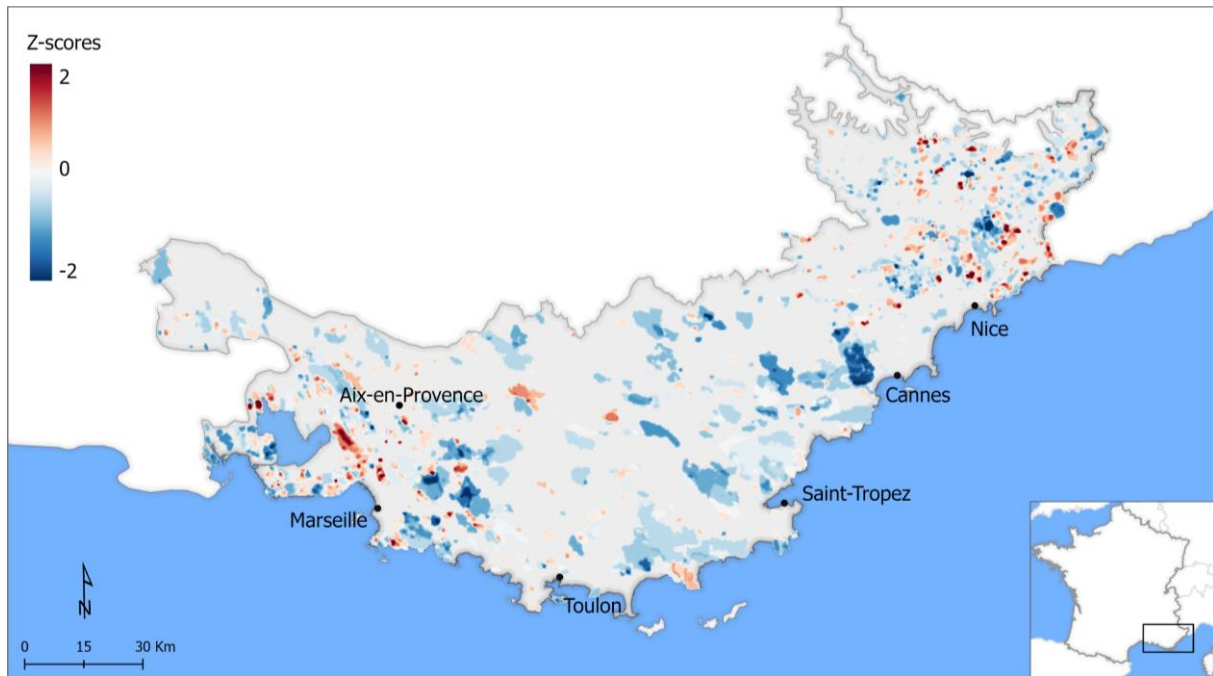 Z-scores
2
0
-2
Nice
Cannes
Aix-en-Provence
Saint-Tropez
Marseille
Toulon
N
0 15 30 Km